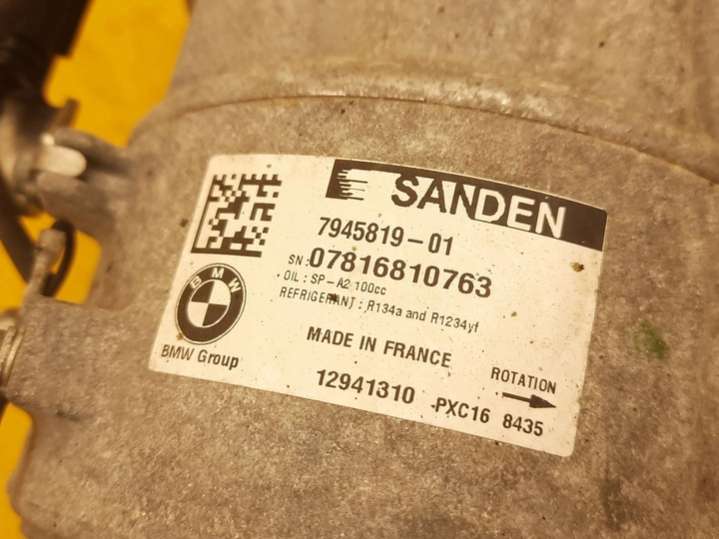 SANDEN
7945819-01
SN:07816810763
OIL : SP-A2 100cc
REFRIGERANT : R134a and R1234yf
BMW
BMW Group
MADE IN FRANCE
ROTATION
12941310 PXC16 8435